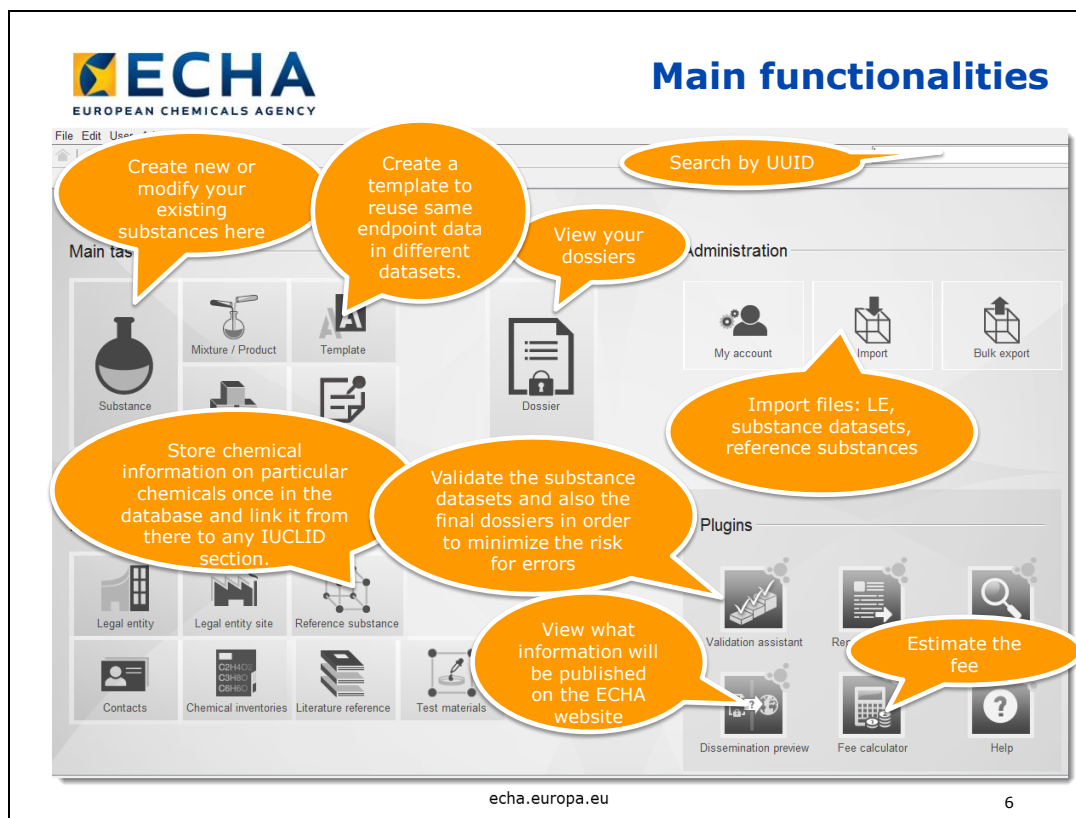 ECHA
EUROPEAN CHEMICALS AGENCY
Main functionalities
File Edit User
Create new or
modify your
existing
substances here
Create a
template to
reuse same
endpoint data
in different
datasets.
Search by UUID
View your
dossiers
Main tas
Administration
Mixture / Product
Template
Substance
Dossier
My account
Import
Bulk export
Import files: LE,
substance datasets,
reference substances
Store chemical
information on particular
chemicals once in the
database and link it from
there to any IUCLID
section.
Validate the substance
datasets and also the
final dossiers in order
to minimize the risk
for errors
Plugins
Legal entity
Legal entity site
Reference substance
Validation assistant
View what
information will
be published
on the ECHA
website
Estimate the
fee
C2H4O2
C3H8O
C6H6O
Contacts
Chemical inventories
Literature reference
Test materials
Dissemination preview
Fee calculator
Help
echa.europa.eu
6